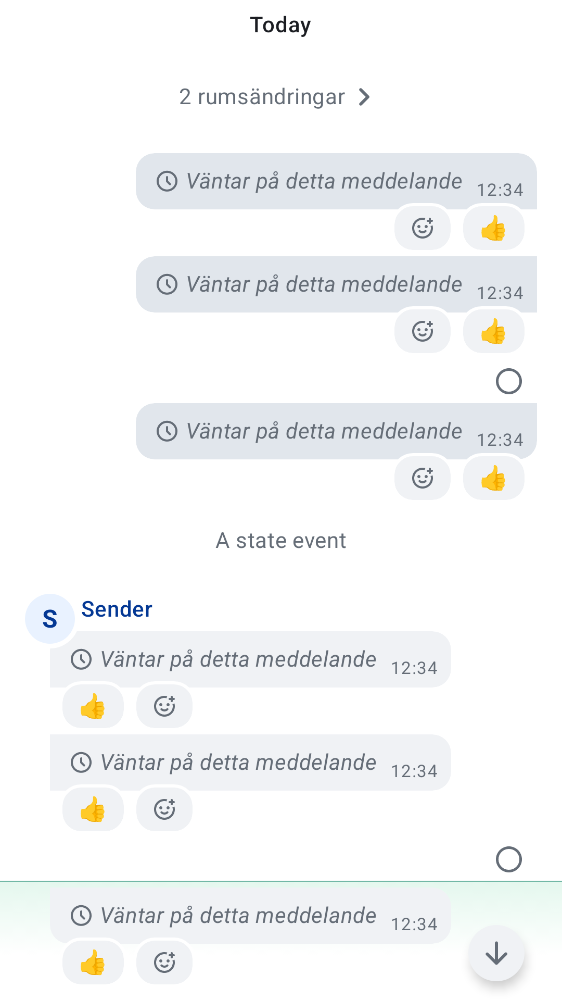 Today
2 rumsändringar
Väntar på detta meddelande 12:34
👍
Väntar på detta meddelande 12:34
👍
Väntar på detta meddelande 12:34
👍
A state event
S Sender
Väntar på detta meddelande 12:34
👍
Väntar på detta meddelande 12:34
👍
Väntar på detta meddelande 12:34
👍